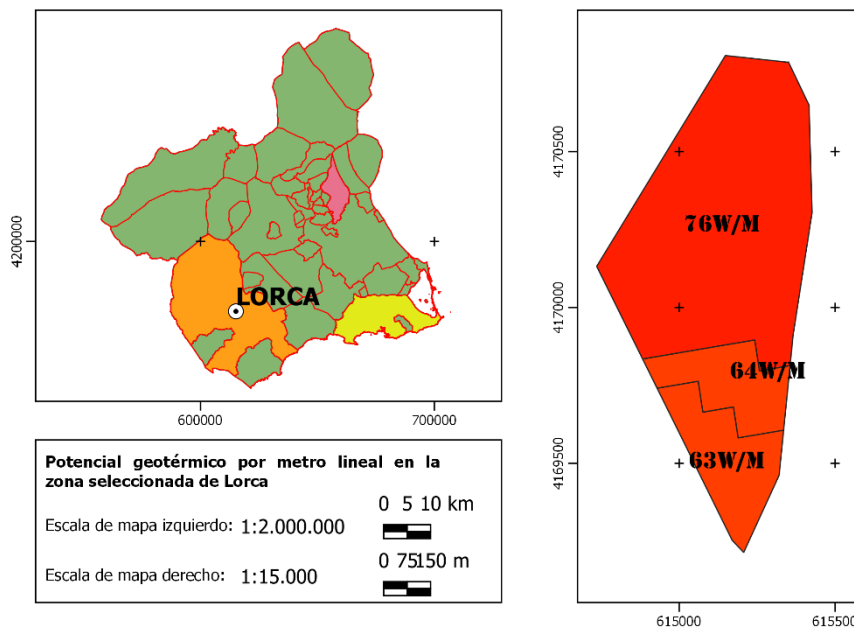 4200000
LORCA
600000
700000
Potencial geotérmico por metro lineal en la
zona seleccionada de Lorca
Escala de mapa izquierdo: 1:2.000.000
0 5 10 km
Escala de mapa derecho: 1:15.000
0 75150 m
4170500
4170000
4169500
76W/M
64W/M
63W/M
615000
615500